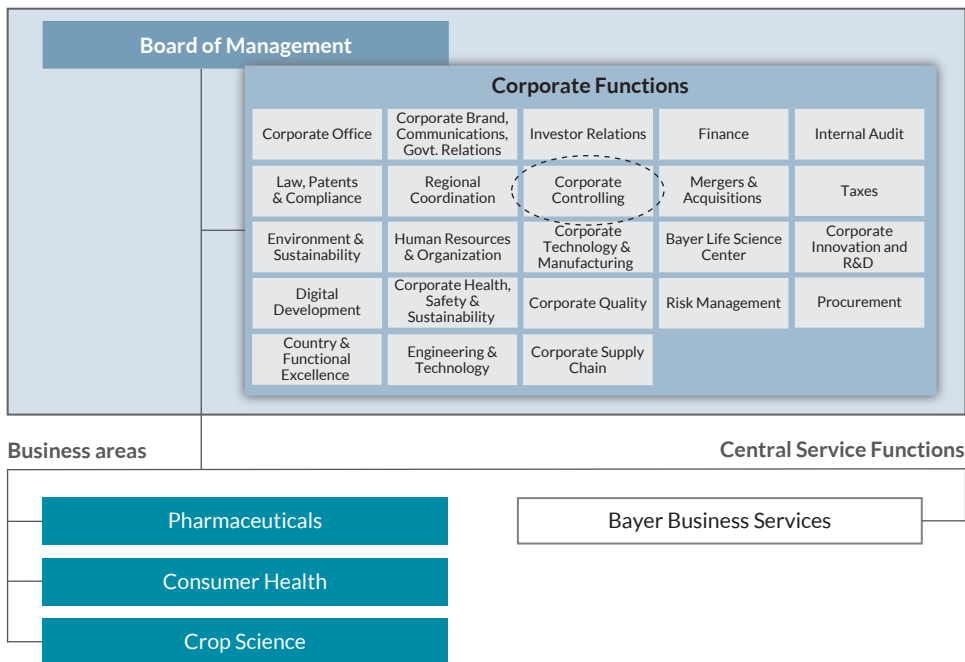 Board of Management
Corporate Functions
Corporate Office
Corporate Brand,
Communications,
Govt. Relations
Investor Relations
Finance
Internal Audit
Law, Patents
& Compliance
Regional
Coordination
Corporate
Controlling
Mergers &
Acquisitions
Taxes
Environment &
Sustainability
Human Resources
& Organization
Corporate
Technology &
Manufacturing
Bayer Life Science
Center
Corporate
Innovation and
R&D
Digital
Development
Corporate Health,
Safety &
Sustainability
Corporate Quality
Risk Management
Procurement
Country &
Functional
Excellence
Engineering &
Technology
Corporate Supply
Chain
Business areas
Central Service Functions
Pharmaceuticals
Bayer Business Services
Consumer Health
Crop Science